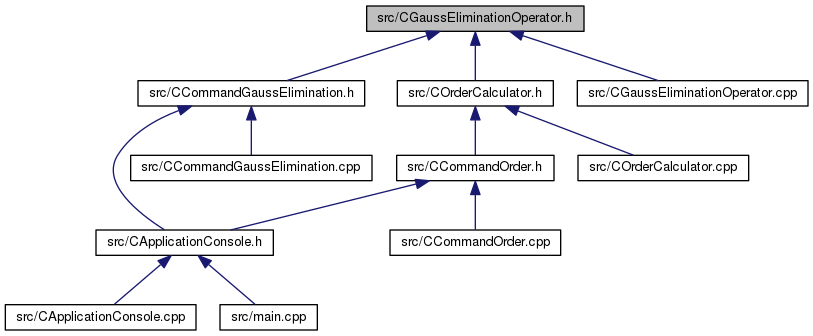 src/CGaussEliminationOperator.h
src/CCommandGaussElimination.h
src/COrderCalculator.h
src/CGaussEliminationOperator.cpp
src/CCommandGaussElimination.cpp
src/CCommandOrder.h
src/COrderCalculator.cpp
src/CApplicationConsole.h
src/CCommandOrder.cpp
src/CApplicationConsole.cpp
src/main.cpp